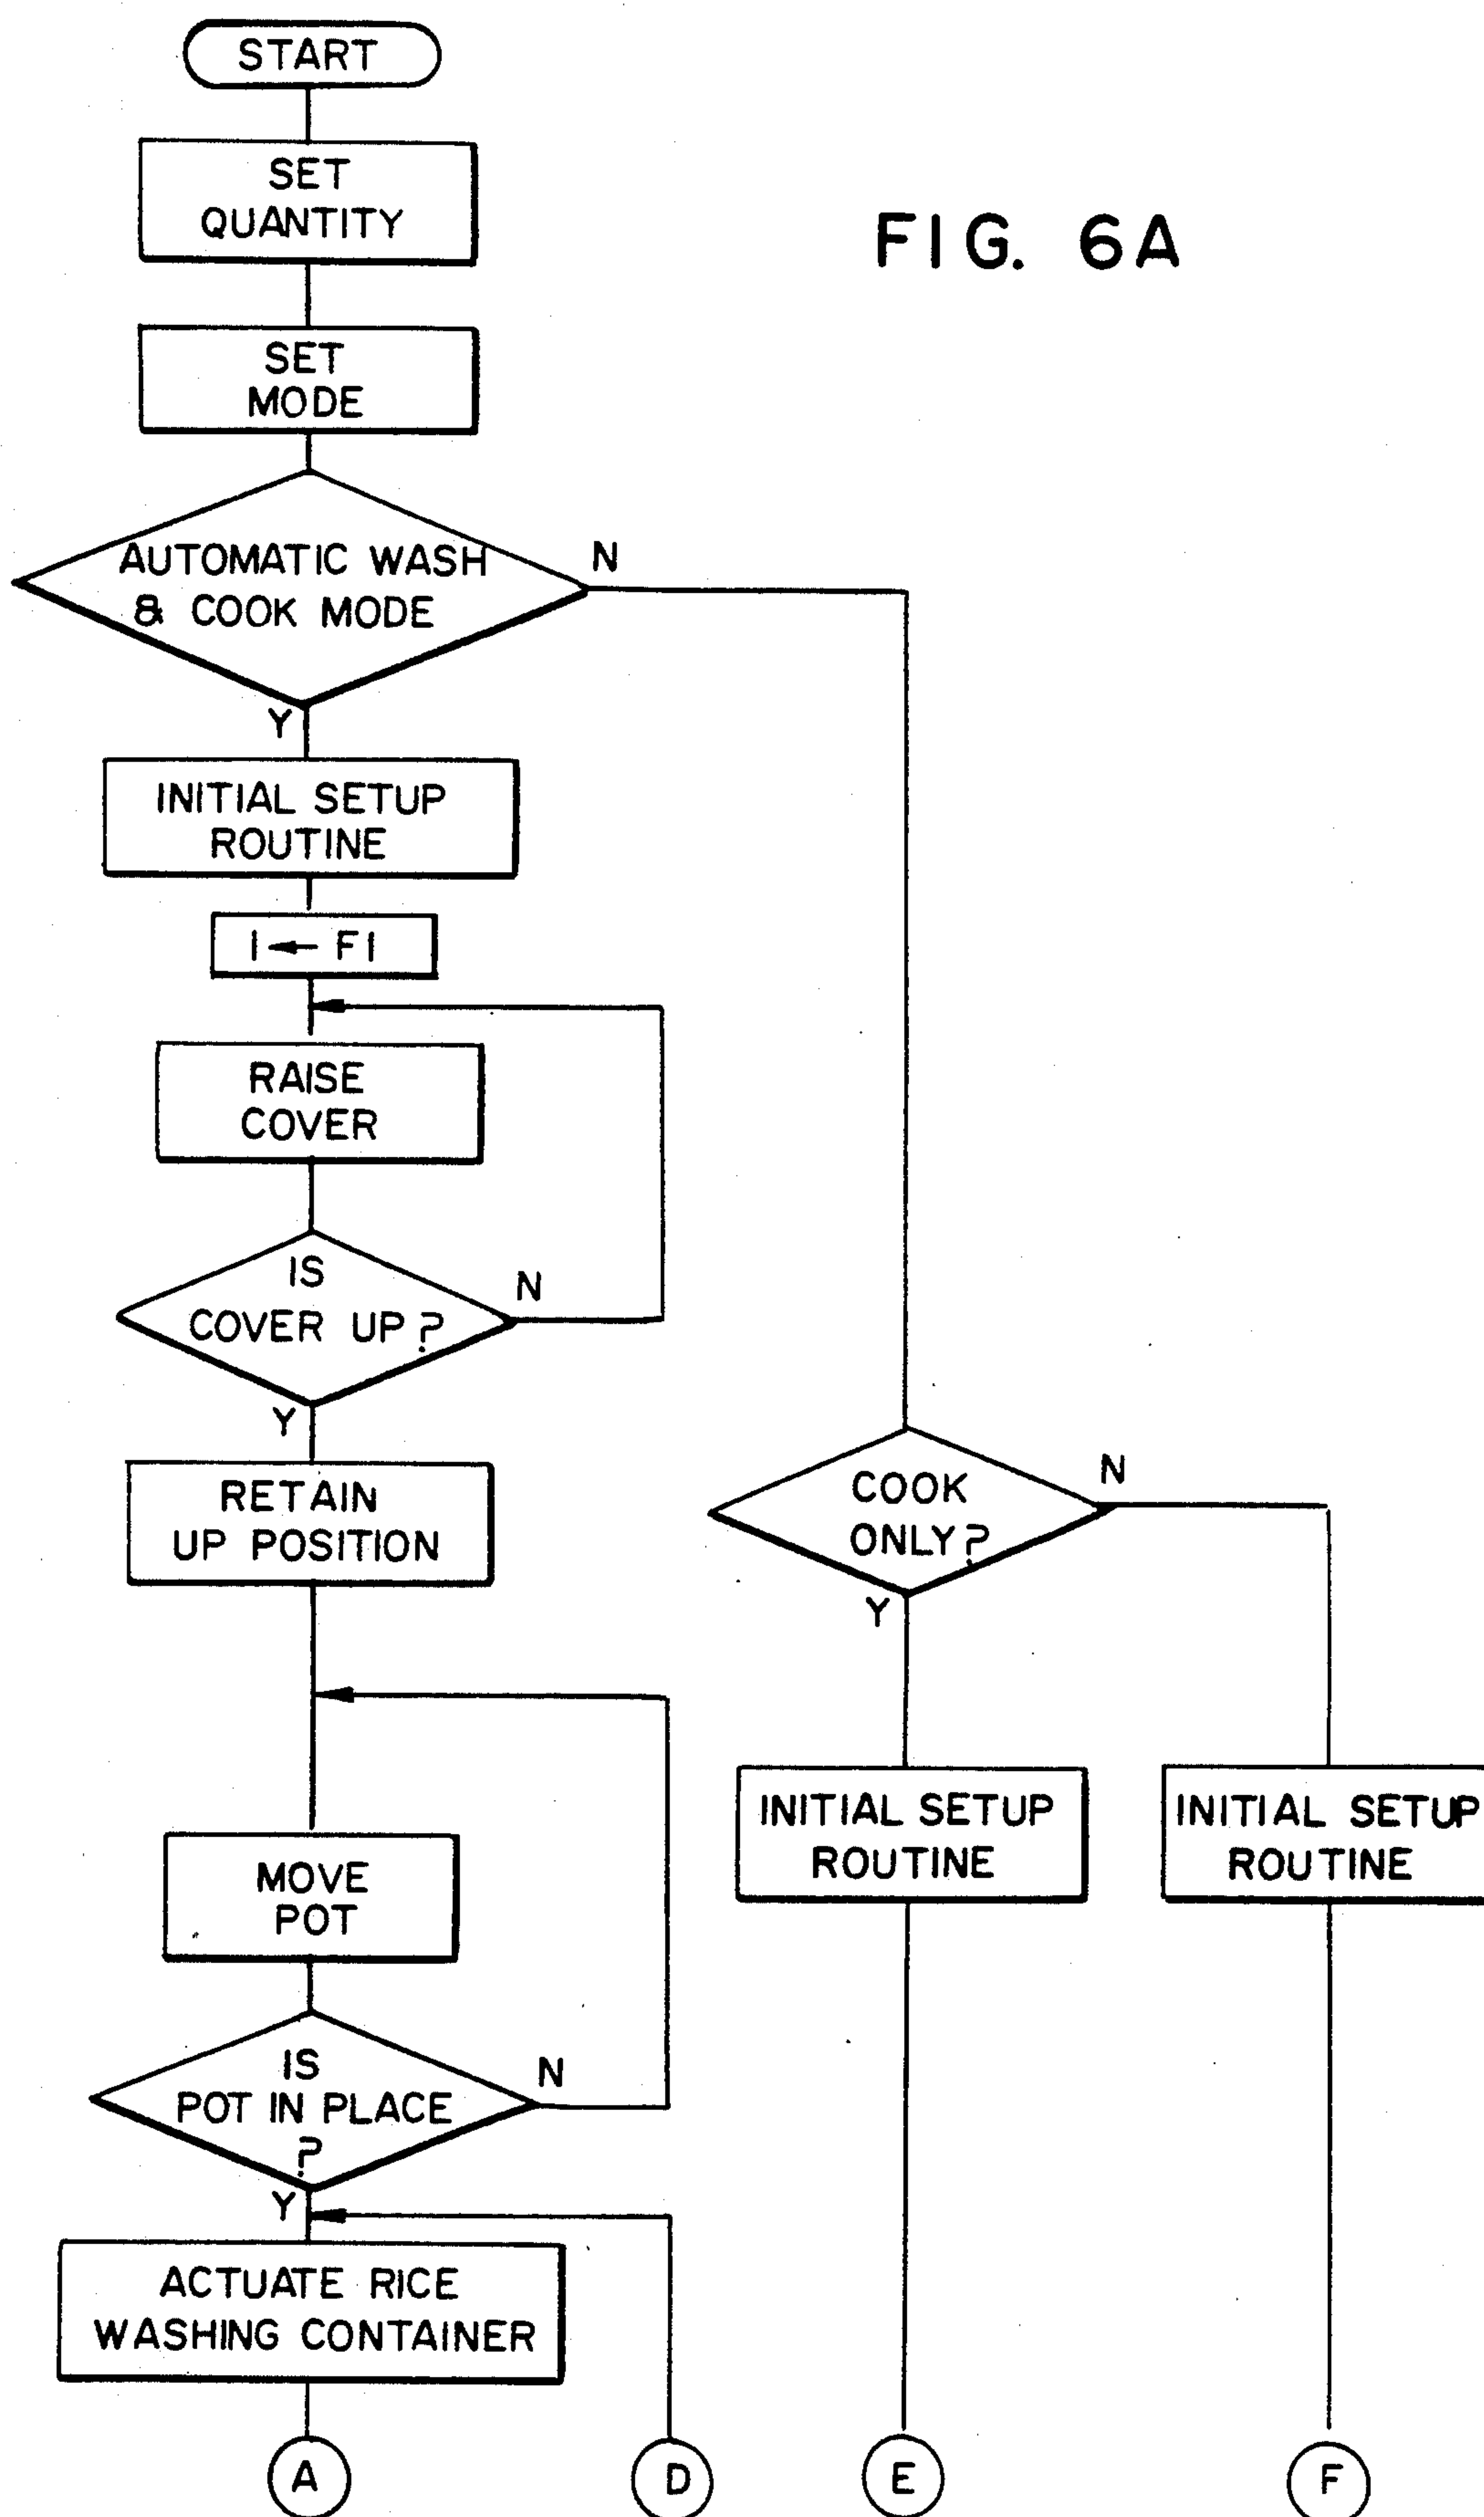 START
SET
QUANTITY
FIG. 6A
SET
MODE
AUTOMATIC WASH
& COOK MODE
N
Y
INITIAL SETUP
ROUTINE
I ← FI
RAISE
COVER
IS
COVER UP?
N
Y
RETAIN
UP POSITION
COOK
ONLY?
N
Y
MOVE
POT
INITIAL SETUP
ROUTINE
INITIAL SETUP
ROUTINE
IS
POT IN PLACE
?
N
Y
ACTUATE RICE
WASHING CONTAINER
A
D
E
F